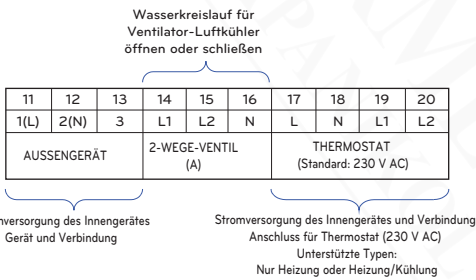 Wasserkreislauf für
Ventilator-Luftkühler
öffnen oder schließen
11 12 13 14 15 16 17 18 19 20
1(L) 2(N) 3 L1 L2 N L N L1 L2
AUSSENGERÄT 2-WEGE-VENTIL (A) THERMOSTAT (Standard: 230 V AC)
des Innengerätes
Gerät und Verbindung
Stromversorgung des Innengerätes und Verbindung
Anschluss für Thermostat (230 V AC)
Unterstützte Typen:
Nur Heizung oder Heizung/Kühlung